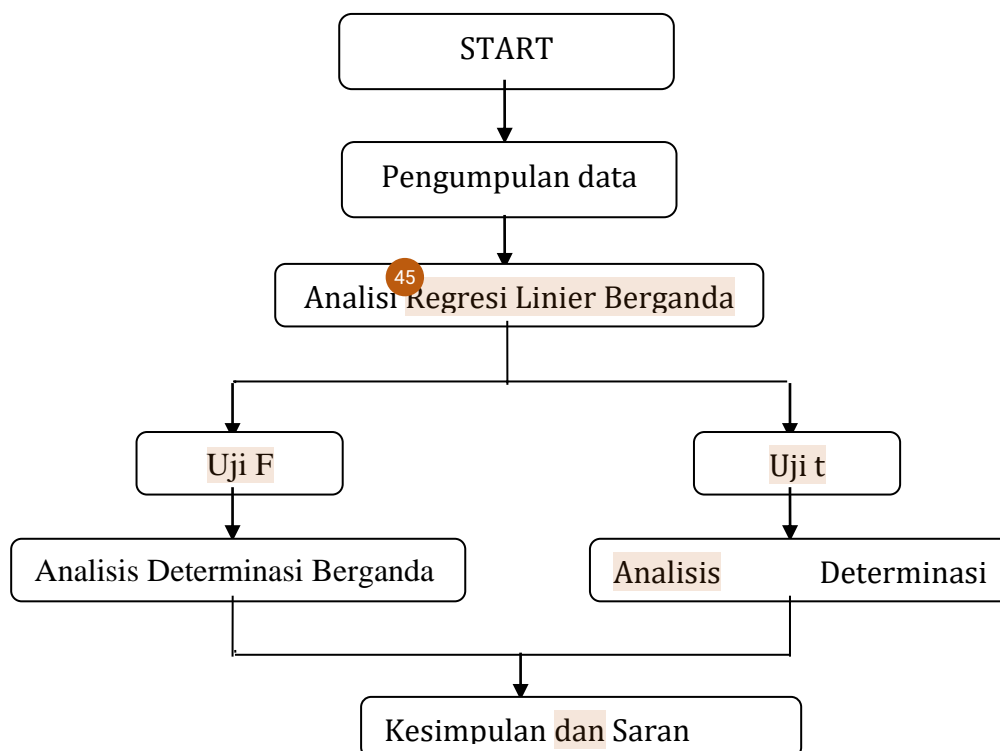 START
Pengumpulan data
45
Analisi Regresi Linier Berganda
Uji F
Uji t
Analisis Determinasi Berganda
Analisis Determinasi
Kesimpulan dan Saran